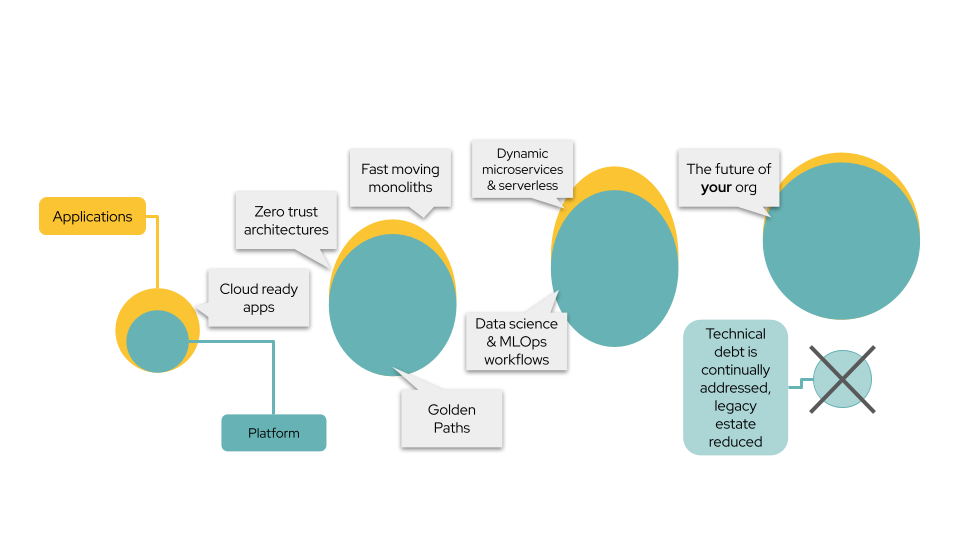 Applications
Cloud ready
apps
Platform
Zero trust
architectures
Fast moving
monoliths
Golden
Paths
Dynamic
microservices
& serverless
Data science
& MLOps
workflows
The future of
your org
Technical
debt is
continually
addressed,
legacy
estate
reduced